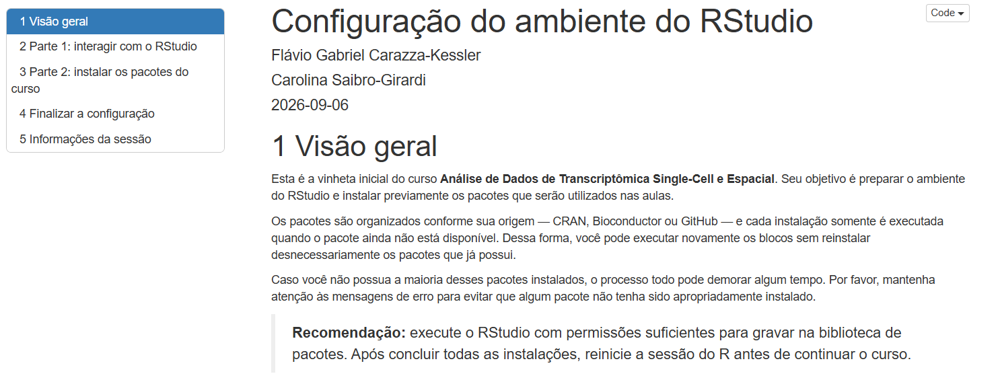 1 Visão geral
2 Parte 1: interagir com o RStudio
3 Parte 2: instalar os pacotes do
curso
4 Finalizar a configuração
5 Informações da sessão
Configuração do ambiente do RStudio
Code
Flávio Gabriel Carazza-Kessler
Carolina Saibro-Girardi
2026-09-06
1 Visão geral
Esta é a vinheta inicial do curso Análise de Dados de Transcriptômica Single-Cell e Espacial. Seu objetivo é preparar o ambiente
do RStudio e instalar previamente os pacotes que serão utilizados nas aulas.
Os pacotes são organizados conforme sua origem — CRAN, Bioconductor ou GitHub — e cada instalação somente é executada
quando o pacote ainda não está disponível. Dessa forma, você pode executar novamente os blocos sem reinstalar
desnecessariamente os pacotes que já possui.
Caso você não possua a maioria desses pacotes instalados, o processo todo pode demorar algum tempo. Por favor, mantenha
atenção às mensagens de erro para evitar que algum pacote não tenha sido apropriadamente instalado.
Recomendação: execute o RStudio com permissões suficientes para gravar na biblioteca de
pacotes. Após concluir todas as instalações, reinicie a sessão do R antes de continuar o curso.